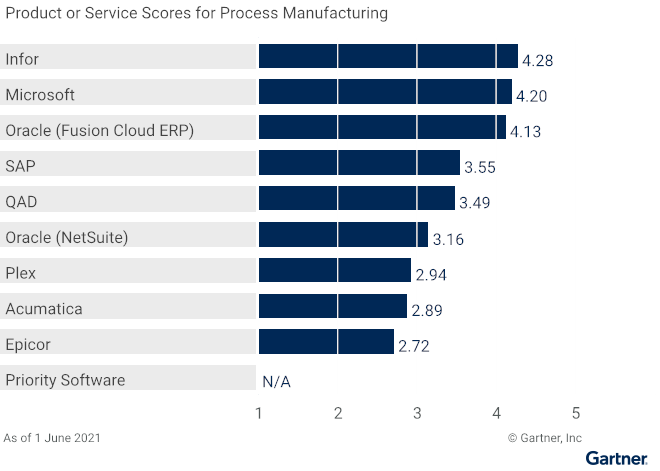 Product or Service Scores for Process Manufacturing
Infor 4.28
Microsoft 4.20
Oracle (Fusion Cloud ERP) 4.13
SAP 3.55
QAD 3.49
Oracle (NetSuite) 3.16
Plex 2.94
Acumatica 2.89
Epicor 2.72
Priority Software N/A
1 2 3 4 5
As of 1 June 2021 © Gartner, Inc
Gartner